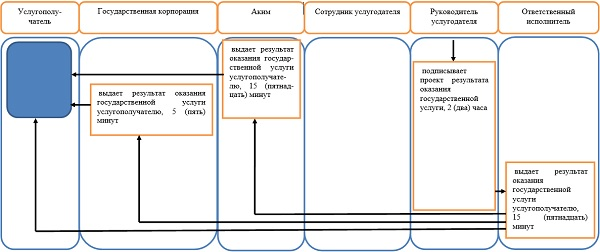 Услугополу-
чатель
Государственная корпорация
Аким
Сотрудник услугодателя
Руководитель
услугодателя
Ответственный
исполнитель
выдает результат
оказания государ-
ственной услуги
услугополучате-
лю, 15 (пятнад-
цать) минут
выдает результат оказания
государственной услуги
услугополучателю, 5 (пять)
минут
подписывает
проект результата
оказания
государственной
услуги, 2 (два) часа
выдает результат
оказания
государственной
услуги
услугополучателю,
15 (пятнадцать)
минут